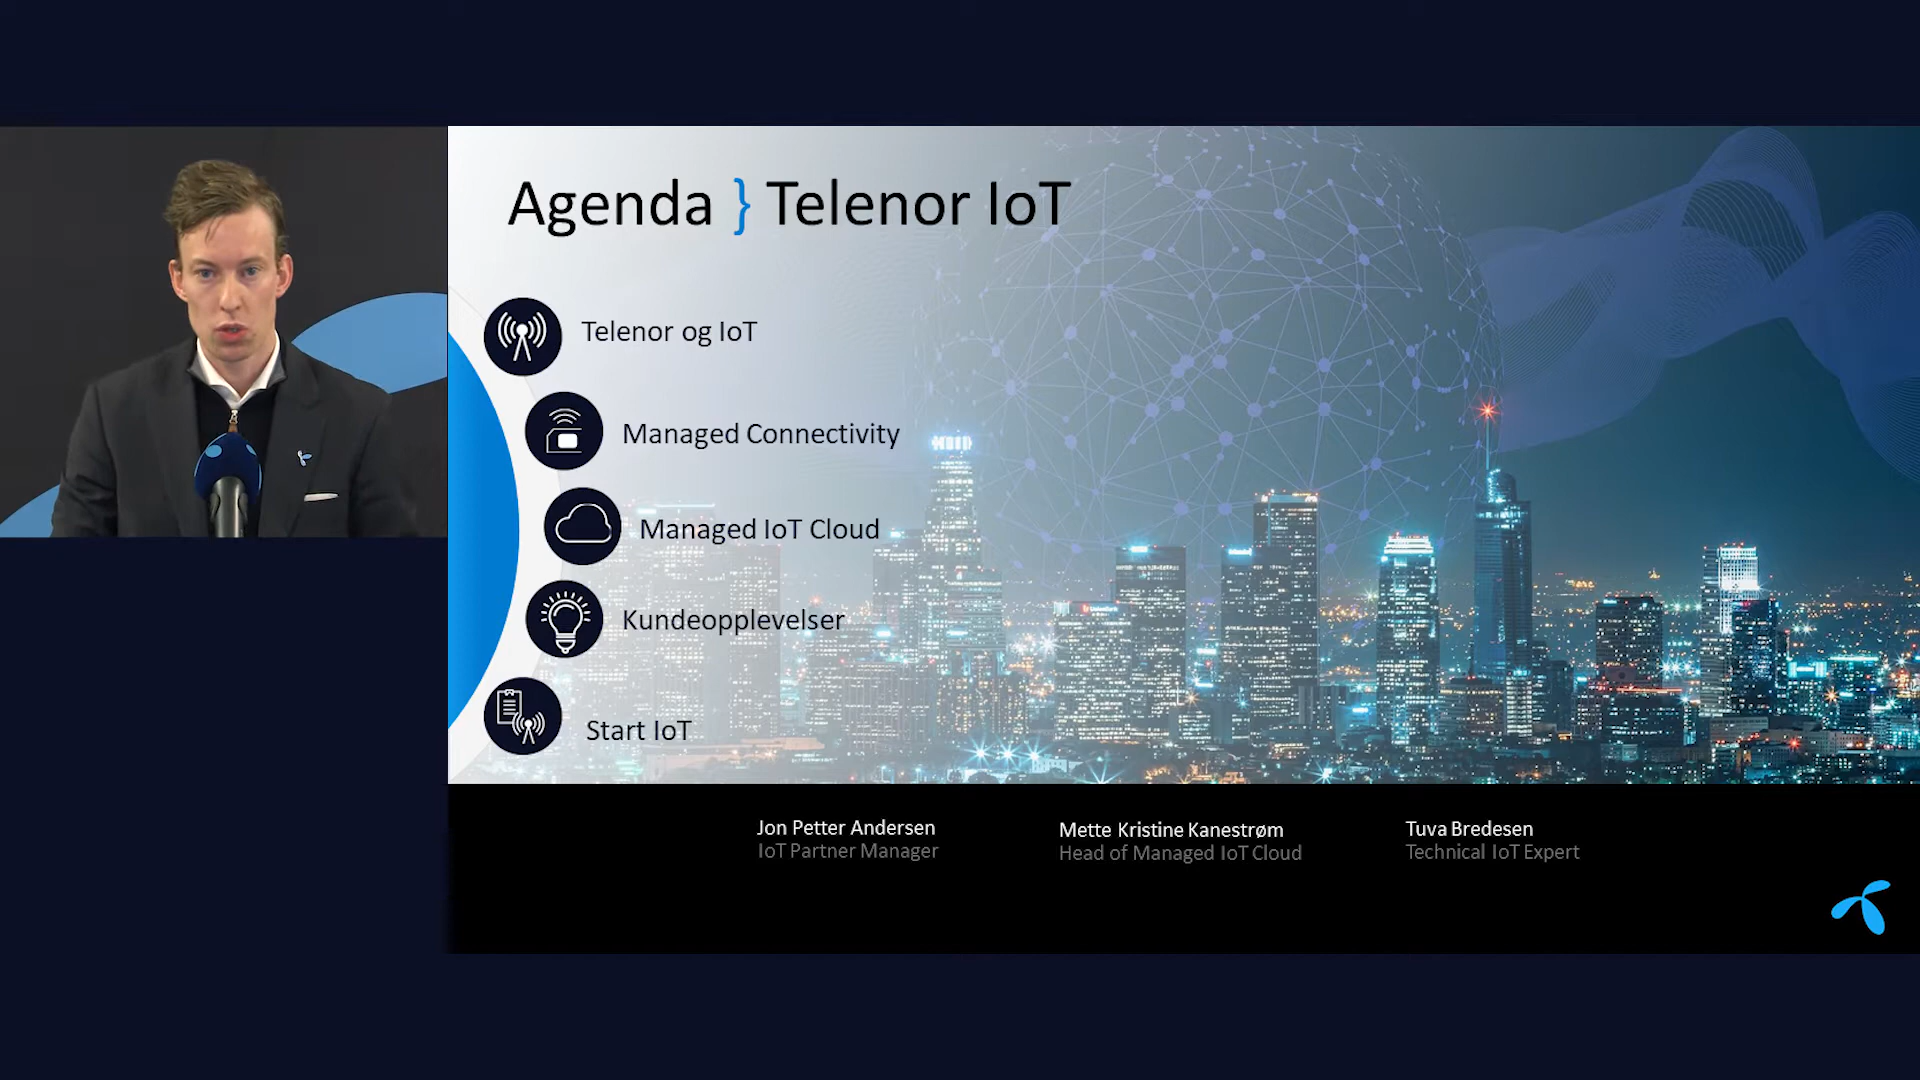 Agenda } Telenor IoT
Telenor og IoT
Managed Connectivity
Managed IoT Cloud
Kundeopplevelser
Start IoT
Jon Petter Andersen
IoT Partner Manager
Mette Kristine Kanestrøm
Head of Managed IoT Cloud
Tuva Bredesen
Technical IoT Expert